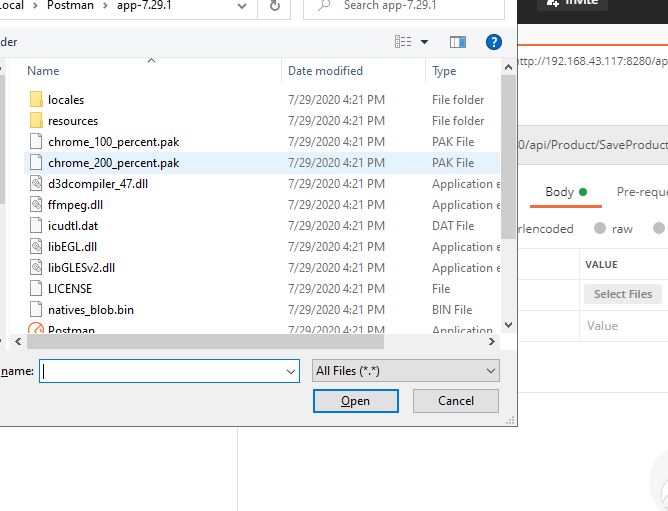 Local > Postman > app-7.29.1
Search app-7.29.1
Invite
der
http://192.168.43.117:8280/ap
Name Date modified Type
locales 7/29/2020 4:21 PM File folder
resources 7/29/2020 4:21 PM File folder
chrome_100_percent.pak 7/29/2020 4:21 PM PAK File
chrome_200_percent.pak 7/29/2020 4:21 PM PAK File
d3dcompiler_47.dll 7/29/2020 4:21 PM Application e
ffmpeg.dll 7/29/2020 4:21 PM Application e
icudtl.dat 7/29/2020 4:21 PM DAT File
libEGL.dll 7/29/2020 4:21 PM Application e
libGLESv2.dll 7/29/2020 4:21 PM Application e
LICENSE 7/29/2020 4:21 PM File
natives_blob.bin 7/29/2020 4:21 PM BIN File
Postman 7/29/2020 4:21 PM Application
name:
All Files (*.*)
Open Cancel
0/api/Product/SaveProduct
Body Pre-reque
rlencoded raw
VALUE
Select Files
Value